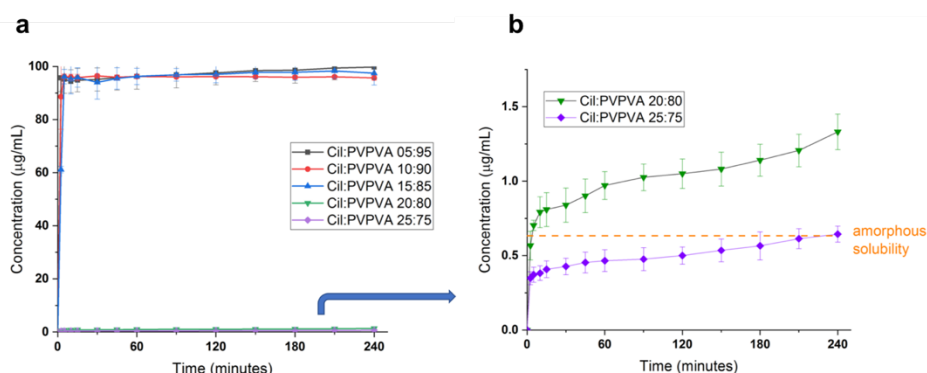 a
b
Concentration (µg/mL)
100
80
60
40
20
0
Cil:PVPVA 05:95
Cil:PVPVA 10:90
Cil:PVPVA 15:85
Cil:PVPVA 20:80
Cil:PVPVA 25:75
0 60 120 180 240
Time (minutes)
Concentration (µg/mL)
1.5
1.0
0.5
0.0
Cil:PVPVA 20:80
Cil:PVPVA 25:75
amorphous
solubility
0 60 120 180 240
Time (minutes)